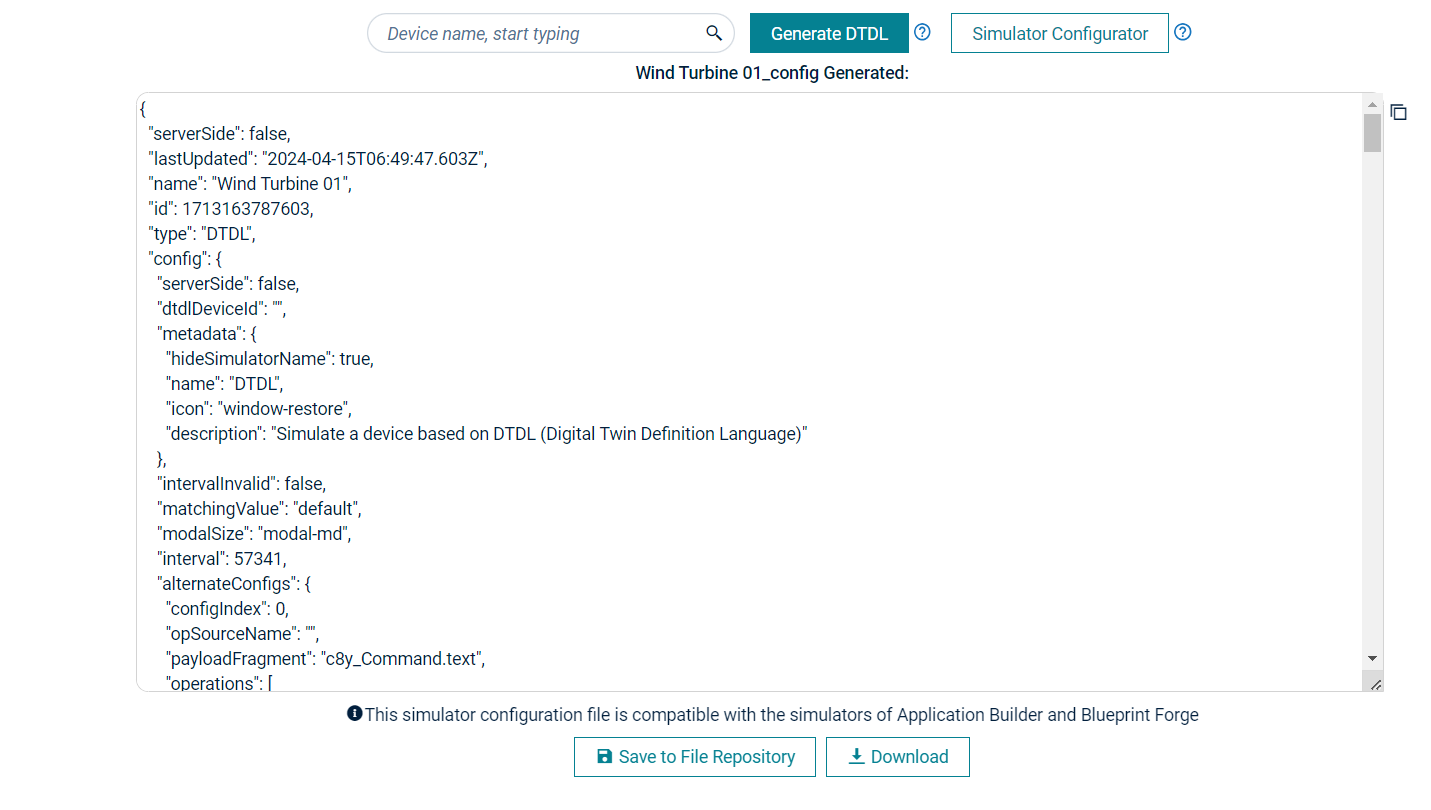 Device name, start typing
Generate DTDL
Simulator Configurator
Wind Turbine 01_config Generated:
{
"serverSide": false,
"lastUpdated": "2024-04-15T06:49:47.603Z",
"name": "Wind Turbine 01",
"id": 1713163787603,
"type": "DTDL",
"config": {
"serverSide": false,
"dtdlDeviceId": "",
"metadata": {
"hideSimulatorName": true,
"name": "DTDL",
"icon": "window-restore",
"description": "Simulate a device based on DTDL (Digital Twin Definition Language)"
},
"intervalInvalid": false,
"matchingValue": "default",
"modalSize": "modal-md",
"interval": 57341,
"alternateConfigs": {
"configIndex": 0,
"opSourceName": "",
"payloadFragment": "c8y_Command.text",
"operations": [
This simulator configuration file is compatible with the simulators of Application Builder and Blueprint Forge
Save to File Repository
Download